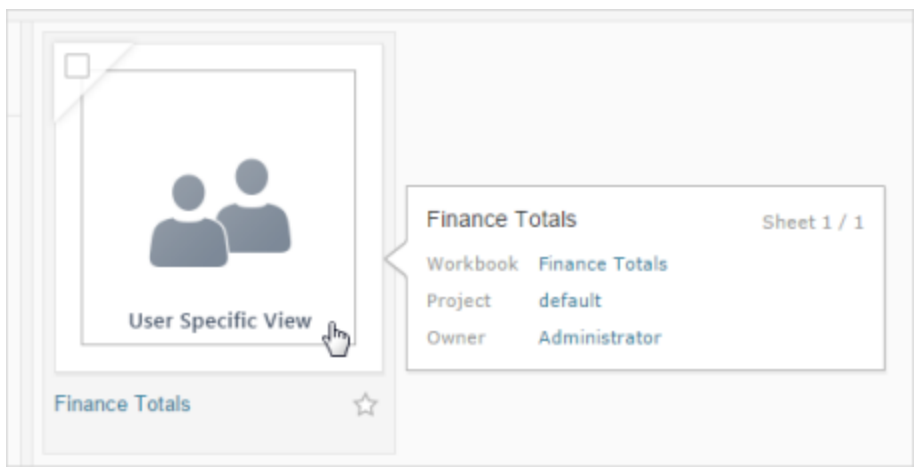 User Specific View
Finance Totals
Finance Totals Sheet 1 / 1
Workbook Finance Totals
Project default
Owner Administrator